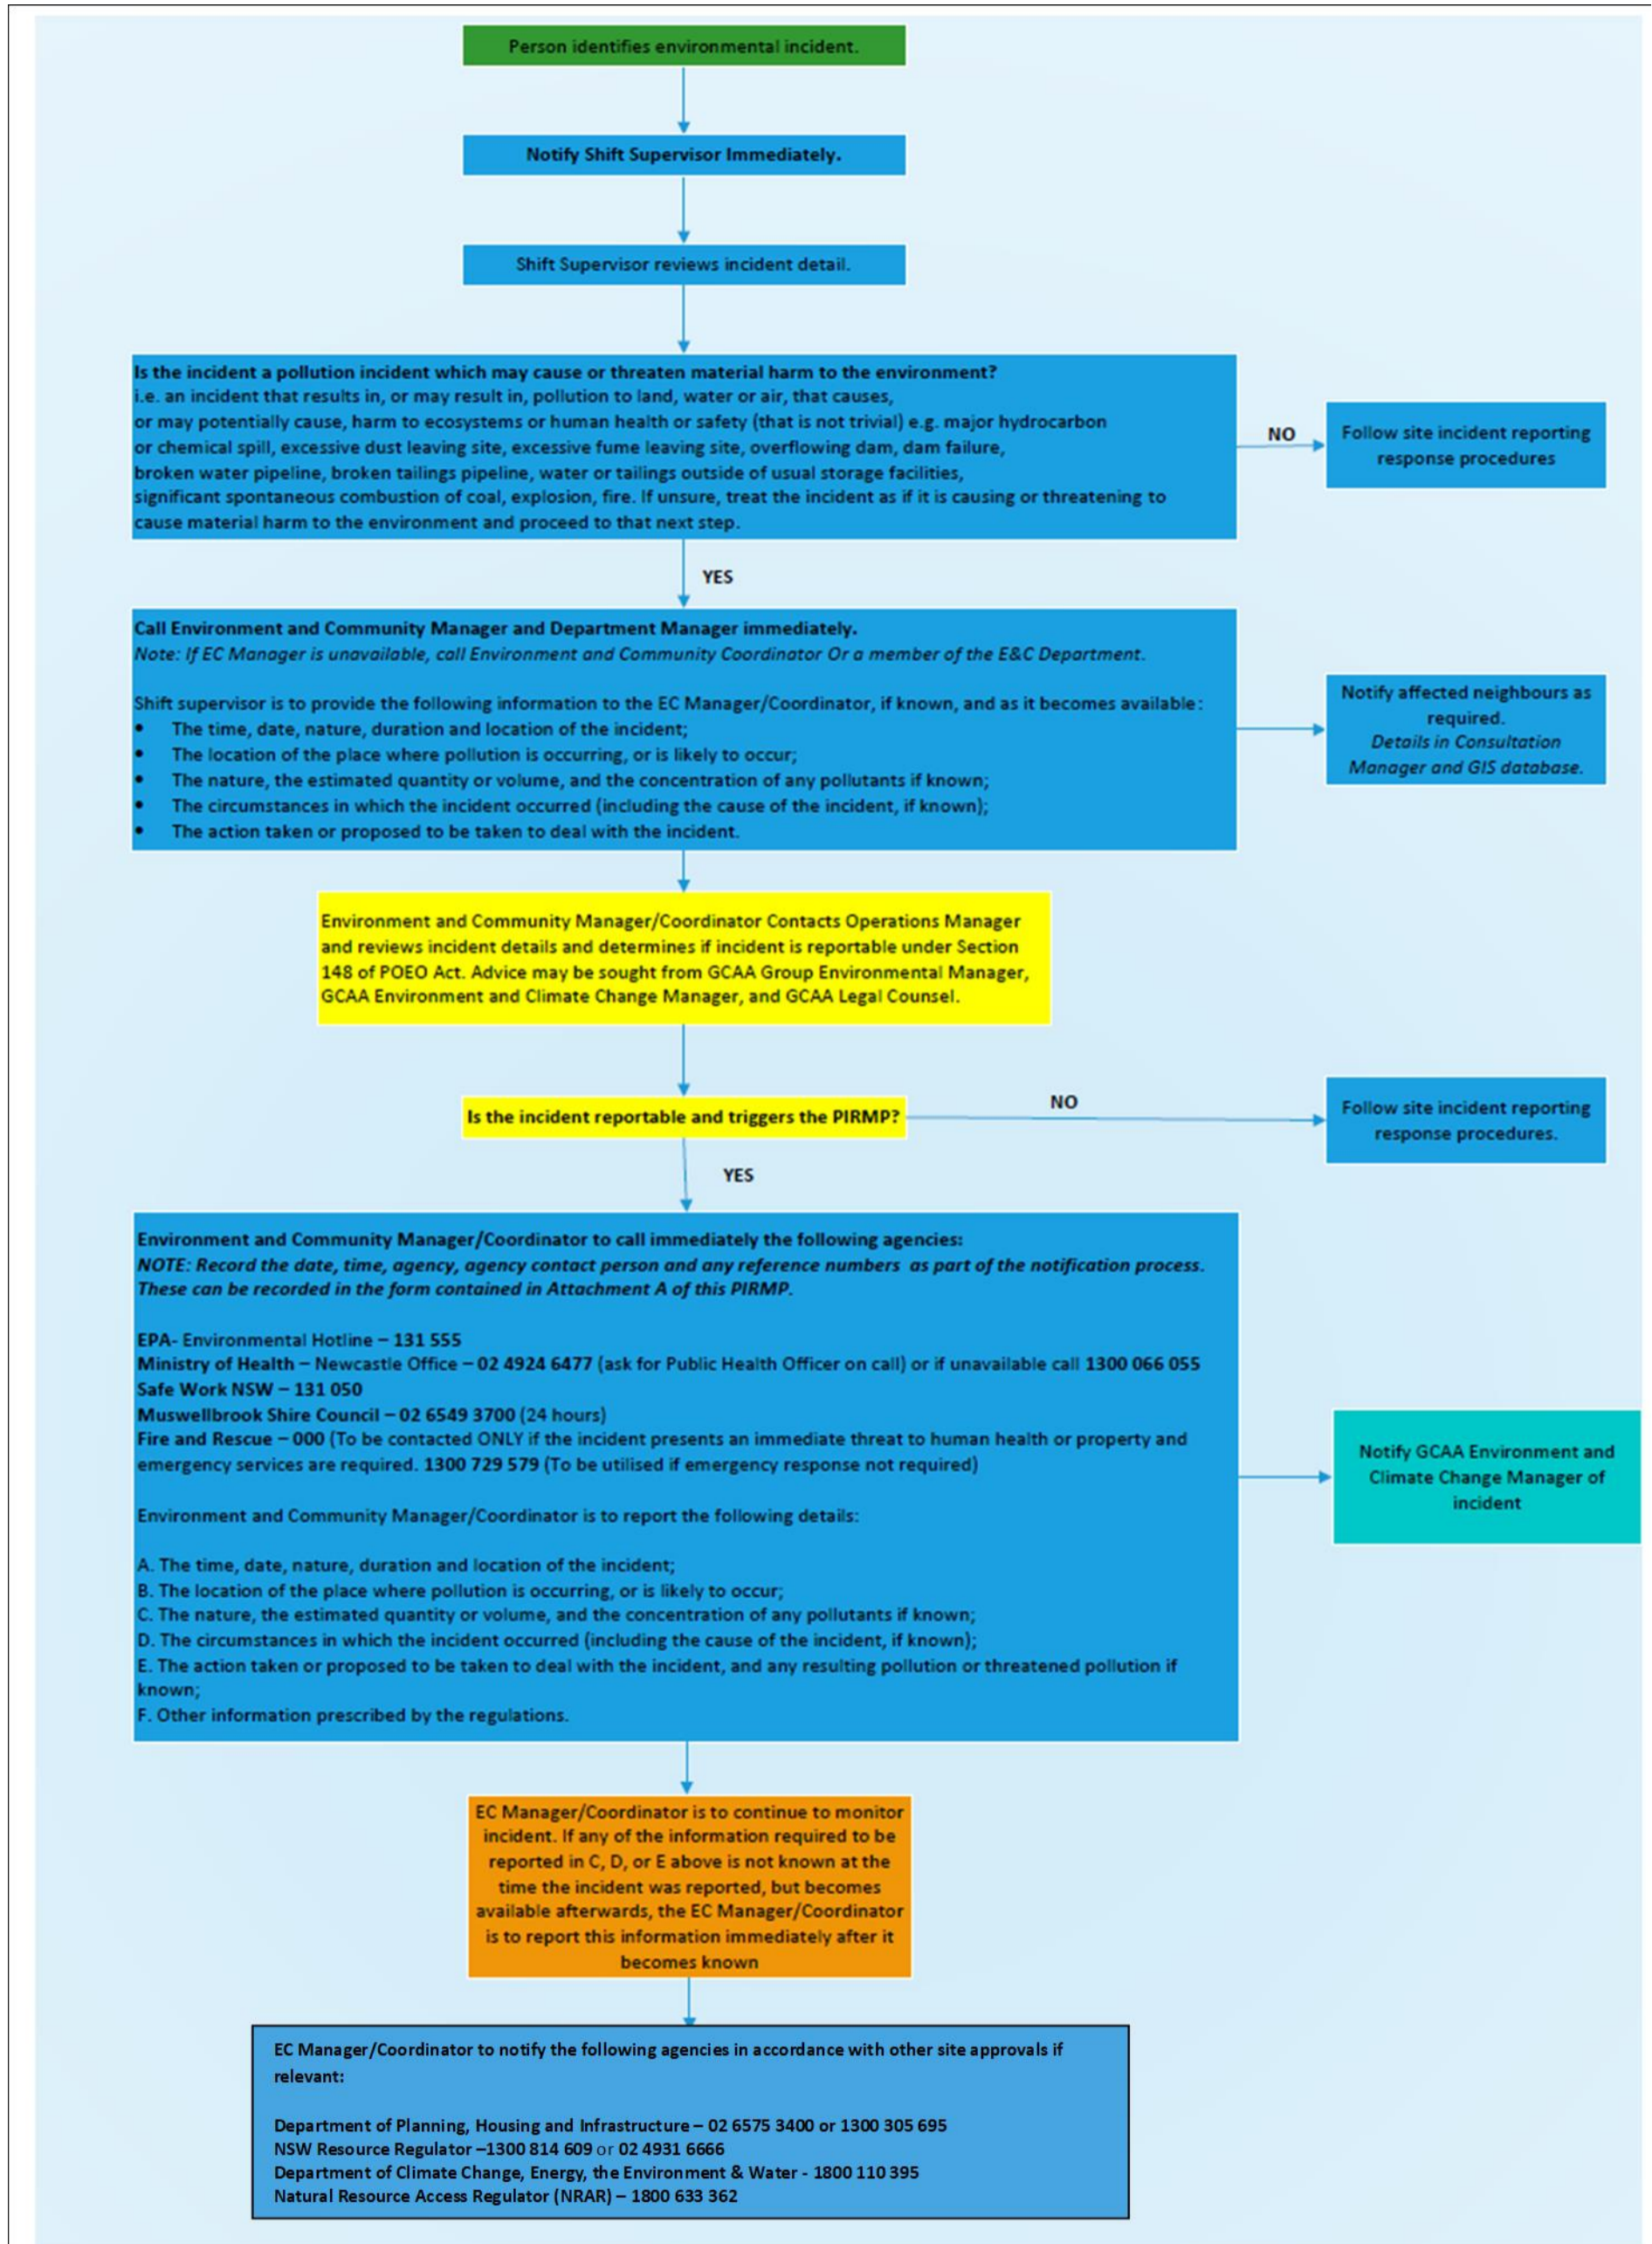 Person identifies environmental incident.
Notify Shift Supervisor Immediately.
Shift Supervisor reviews incident detail.
Is the incident a pollution incident which may cause or threaten material harm to the environment?
i.e. an incident that results in, or may result in, pollution to land, water or air, that causes,
or may potentially cause, harm to ecosystems or human health or safety (that is not trivial) e.g. major hydrocarbon
or chemical spill, excessive dust leaving site, excessive fume leaving site, overflowing dam, dam failure,
broken water pipeline, broken tailings pipeline, water or tailings outside of usual storage facilities,
significant spontaneous combustion of coal, explosion, fire. If unsure, treat the incident as if it is causing or threatening to
cause material harm to the environment and proceed to that next step.
NO
Follow site incident reporting
response procedures
YES
Call Environment and Community Manager and Department Manager immediately.
Note: If EC Manager is unavailable, call Environment and Community Coordinator Or a member of the E&C Department.
Shift supervisor is to provide the following information to the EC Manager/Coordinator, if known, and as it becomes available:
• The time, date, nature, duration and location of the incident;
• The location of the place where pollution is occurring, or is likely to occur;
• The nature, the estimated quantity or volume, and the concentration of any pollutants if known;
• The circumstances in which the incident occurred (including the cause of the incident, if known);
• The action taken or proposed to be taken to deal with the incident.
Notify affected neighbours as
required.
Details in Consultation
Manager and GIS database.
Environment and Community Manager/Coordinator Contacts Operations Manager
and reviews incident details and determines if incident is reportable under Section
148 of POEO Act. Advice may be sought from GCAA Group Environmental Manager,
GCAA Environment and Climate Change Manager, and GCAA Legal Counsel.
Is the incident reportable and triggers the PIRMP?
NO
Follow site incident reporting
response procedures.
YES
Environment and Community Manager/Coordinator to call immediately the following agencies:
NOTE: Record the date, time, agency, agency contact person and any reference numbers as part of the notification process.
These can be recorded in the form contained in Attachment A of this PIRMP.
EPA- Environmental Hotline – 131 555
Ministry of Health – Newcastle Office – 02 4924 6477 (ask for Public Health Officer on call) or if unavailable call 1300 066 055
Safe Work NSW – 131 050
Muswellbrook Shire Council – 02 6549 3700 (24 hours)
Fire and Rescue – 000 (To be contacted ONLY if the incident presents an immediate threat to human health or property and
emergency services are required. 1300 729 579 (To be utilised if emergency response not required)
Environment and Community Manager/Coordinator is to report the following details:
A. The time, date, nature, duration and location of the incident;
B. The location of the place where pollution is occurring, or is likely to occur;
C. The nature, the estimated quantity or volume, and the concentration of any pollutants if known;
D. The circumstances in which the incident occurred (including the cause of the incident, if known);
E. The action taken or proposed to be taken to deal with the incident, and any resulting pollution or threatened pollution if
known;
F. Other information prescribed by the regulations.
Notify GCAA Environment and
Climate Change Manager of
incident
EC Manager/Coordinator is to continue to monitor
incident. If any of the information required to be
reported in C, D, or E above is not known at the
time the incident was reported, but becomes
available afterwards, the EC Manager/Coordinator
is to report this information immediately after it
becomes known
EC Manager/Coordinator to notify the following agencies in accordance with other site approvals if
relevant:
Department of Planning, Housing and Infrastructure – 02 6575 3400 or 1300 305 695
NSW Resource Regulator –1300 814 609 or 02 4931 6666
Department of Climate Change, Energy, the Environment & Water - 1800 110 395
Natural Resource Access Regulator (NRAR) – 1800 633 362